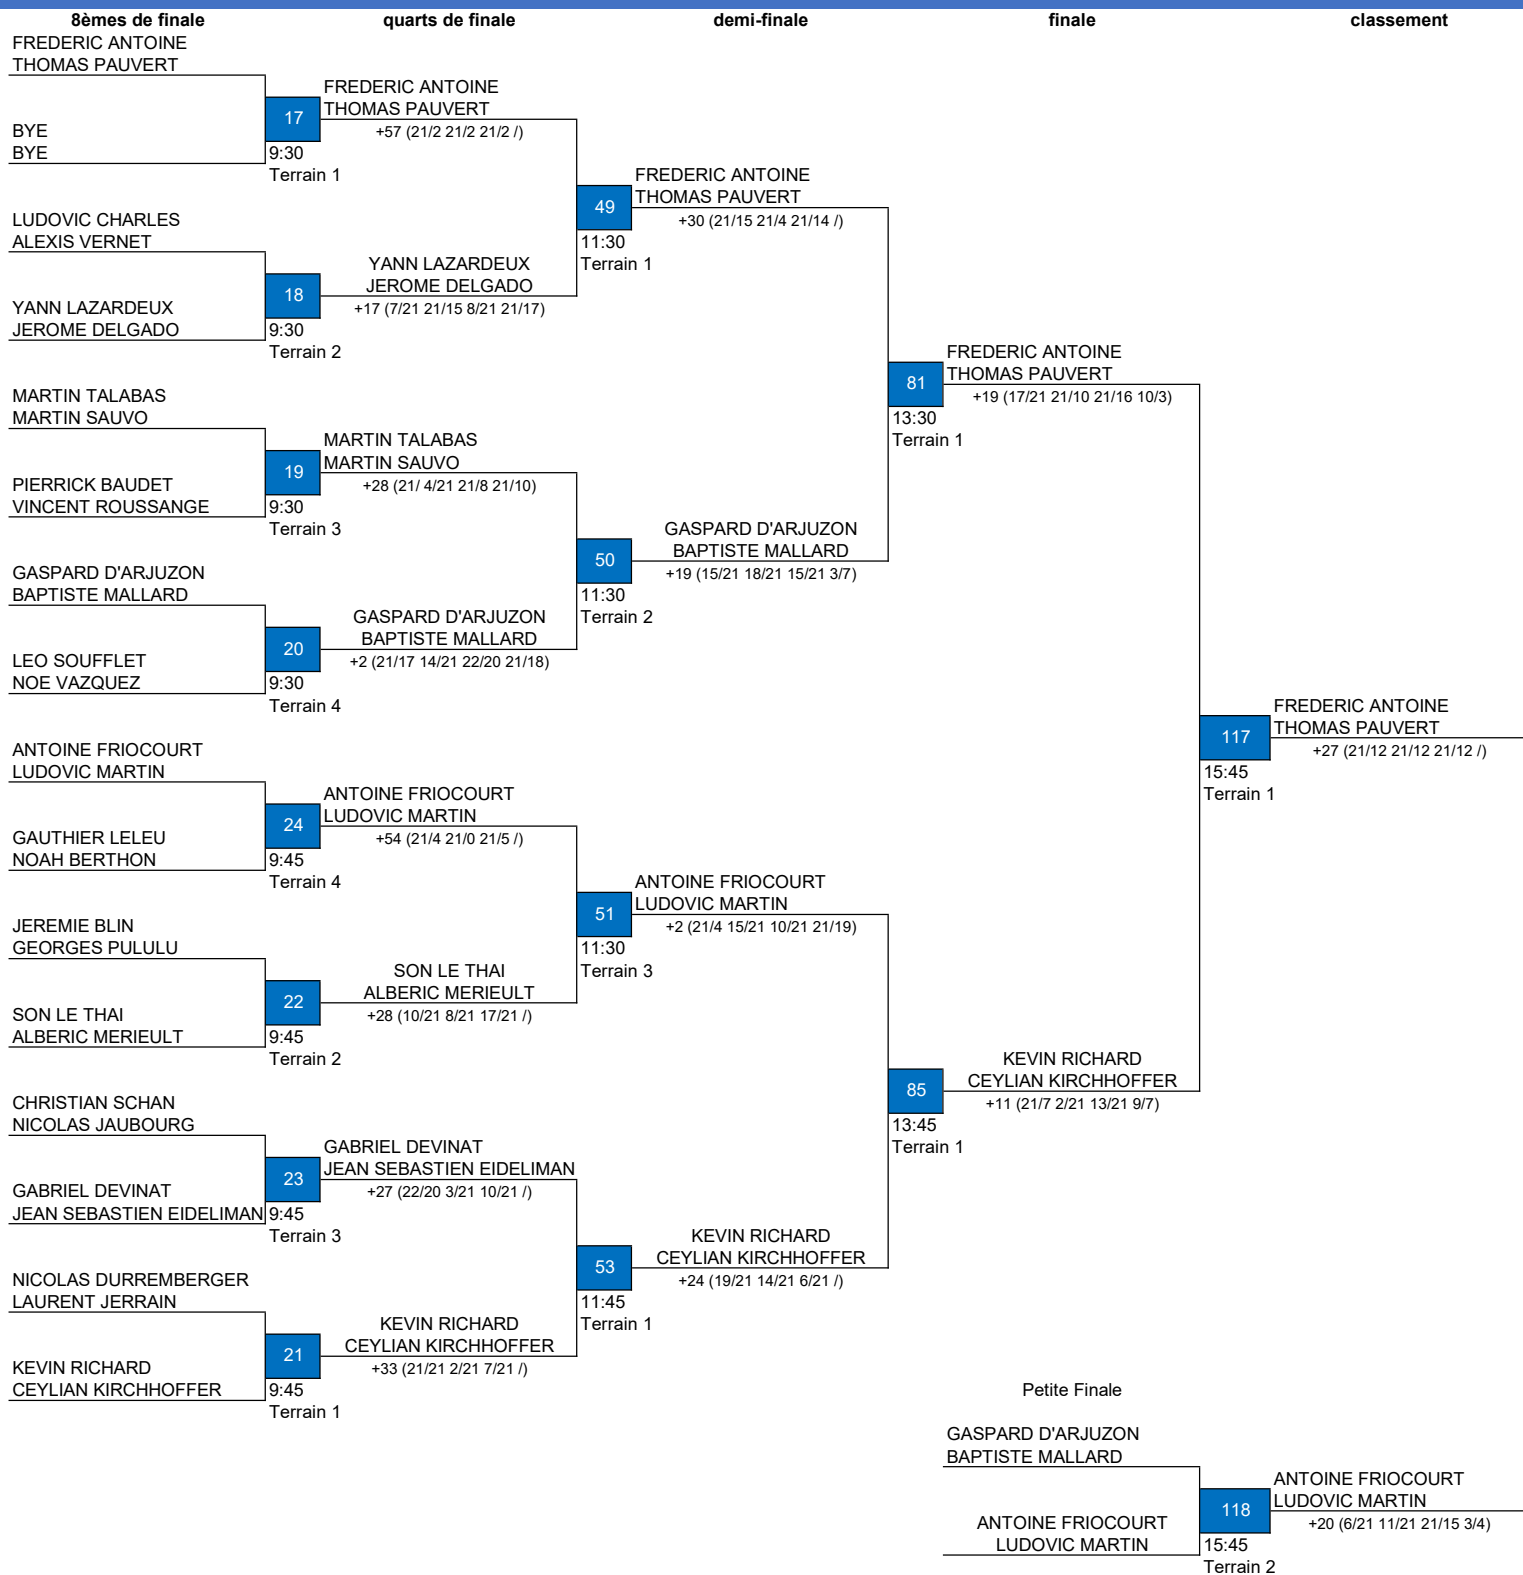 8èmes de finale
quarts de finale
demi-finale
finale
classement
FREDERIC ANTOINE
THOMAS PAUVERT
BYE
BYE
17
9:30
Terrain 1
FREDERIC ANTOINE
THOMAS PAUVERT
+57 (21/2 21/2 21/2 /)
LUDOVIC CHARLES
ALEXIS VERNET
YANN LAZARDEUX
JEROME DELGADO
18
9:30
Terrain 2
YANN LAZARDEUX
JEROME DELGADO
+17 (7/21 21/15 8/21 21/17)
49
11:30
Terrain 1
FREDERIC ANTOINE
THOMAS PAUVERT
+30 (21/15 21/4 21/14 /)
MARTIN TALABAS
MARTIN SAUVO
PIERRICK BAUDET
VINCENT ROUSSANGE
19
9:30
Terrain 3
MARTIN TALABAS
MARTIN SAUVO
+28 (21/ 4/21 21/8 21/10)
GASPARD D'ARJUZON
BAPTISTE MALLARD
LEO SOUFFLET
NOE VAZQUEZ
20
9:30
Terrain 4
GASPARD D'ARJUZON
BAPTISTE MALLARD
+2 (21/17 14/21 22/20 21/18)
50
11:30
Terrain 2
GASPARD D'ARJUZON
BAPTISTE MALLARD
+19 (15/21 18/21 15/21 3/7)
81
13:30
Terrain 1
FREDERIC ANTOINE
THOMAS PAUVERT
+19 (17/21 21/10 21/16 10/3)
ANTOINE FRIOCOURT
LUDOVIC MARTIN
GAUTHIER LELEU
NOAH BERTHON
24
9:45
Terrain 4
ANTOINE FRIOCOURT
LUDOVIC MARTIN
+54 (21/4 21/0 21/5 /)
JEREMIE BLIN
GEORGES PULULU
SON LE THAI
ALBERIC MERIEULT
22
9:45
Terrain 2
SON LE THAI
ALBERIC MERIEULT
+28 (10/21 8/21 17/21 /)
51
11:30
Terrain 3
ANTOINE FRIOCOURT
LUDOVIC MARTIN
+2 (21/4 15/21 10/21 21/19)
CHRISTIAN SCHAN
NICOLAS JAUBOURG
GABRIEL DEVINAT
JEAN SEBASTIEN EIDELIMAN
23
9:45
Terrain 3
GABRIEL DEVINAT
JEAN SEBASTIEN EIDELIMAN
+27 (22/20 3/21 10/21 /)
NICOLAS DURREMBERGER
LAURENT JERRAIN
KEVIN RICHARD
CEYLIAN KIRCHHOFFER
21
9:45
Terrain 1
KEVIN RICHARD
CEYLIAN KIRCHHOFFER
+33 (21/21 2/21 7/21 /)
53
11:45
Terrain 1
KEVIN RICHARD
CEYLIAN KIRCHHOFFER
+24 (19/21 14/21 6/21 /)
85
13:45
Terrain 1
KEVIN RICHARD
CEYLIAN KIRCHHOFFER
+11 (21/7 2/21 13/21 9/7)
117
15:45
Terrain 1
FREDERIC ANTOINE
THOMAS PAUVERT
+27 (21/12 21/12 21/12 /)
Petite Finale
GASPARD D'ARJUZON
BAPTISTE MALLARD
ANTOINE FRIOCOURT
LUDOVIC MARTIN
118
15:45
Terrain 2
ANTOINE FRIOCOURT
LUDOVIC MARTIN
+20 (6/21 11/21 21/15 3/4)